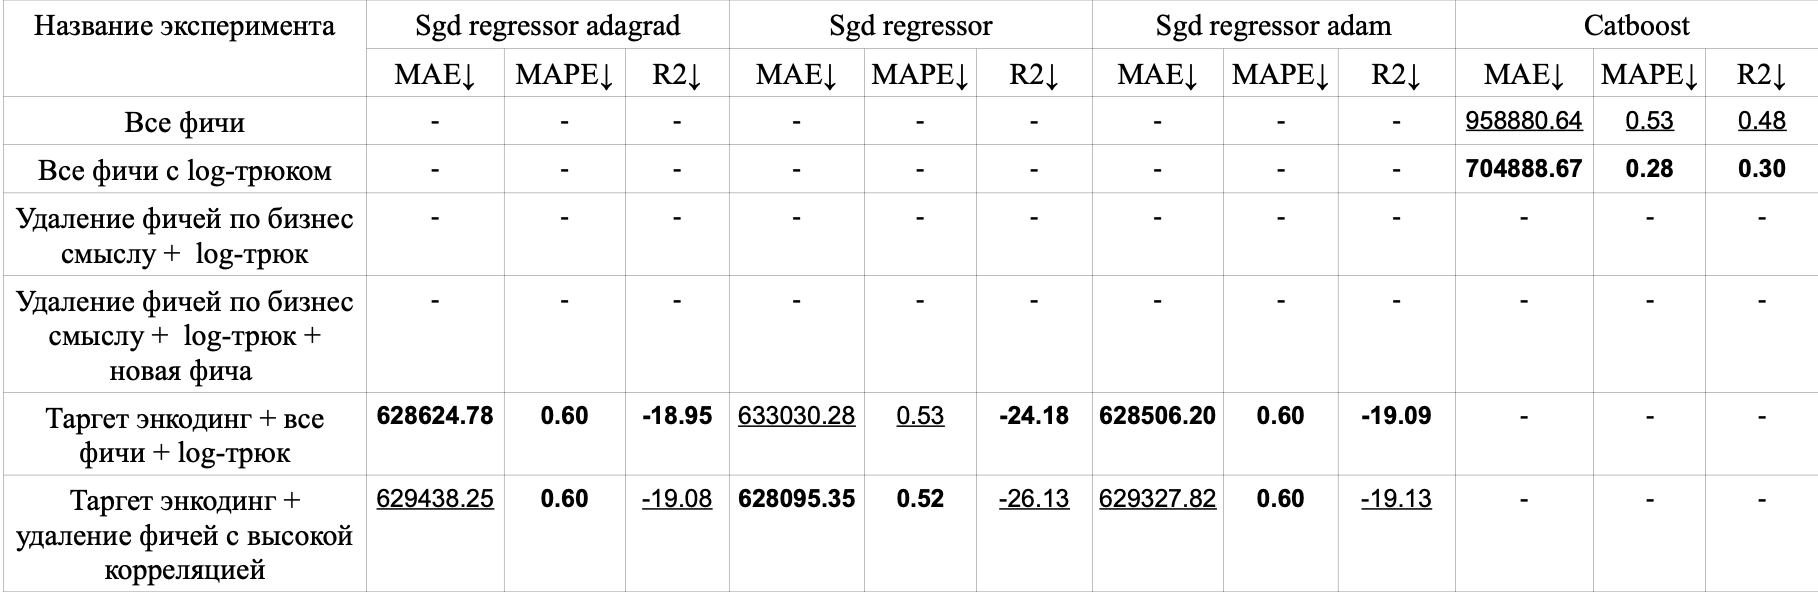 Название эксперимента Sgd regressor adagrad Sgd regressor Sgd regressor adam Catboost
MAE↓ MAPE↓ R2↓ MAE↓ MAPE↓ R2↓ MAE↓ MAPE↓ R2↓ MAE↓ MAPE↓ R2↓
Все фичи - - - - - - - - - 958880.64 0.53 0.48
Все фичи с log-трюком - - - - - - - - - 704888.67 0.28 0.30
Удаление фичей по бизнес - - - - - - - - - - - -
смыслу + log-трюк
Удаление фичей по бизнес - - - - - - - - - - - -
смыслу + log-трюк +
новая фича
Таргет энкодинг + все 628624.78 0.60 -18.95 633030.28 0.53 -24.18 628506.20 0.60 -19.09 - - -
фичи + log-трюк
Таргет энкодинг + 629438.25 0.60 -19.08 628095.35 0.52 -26.13 629327.82 0.60 -19.13 - - -
удаление фичей с высокой
корреляцией